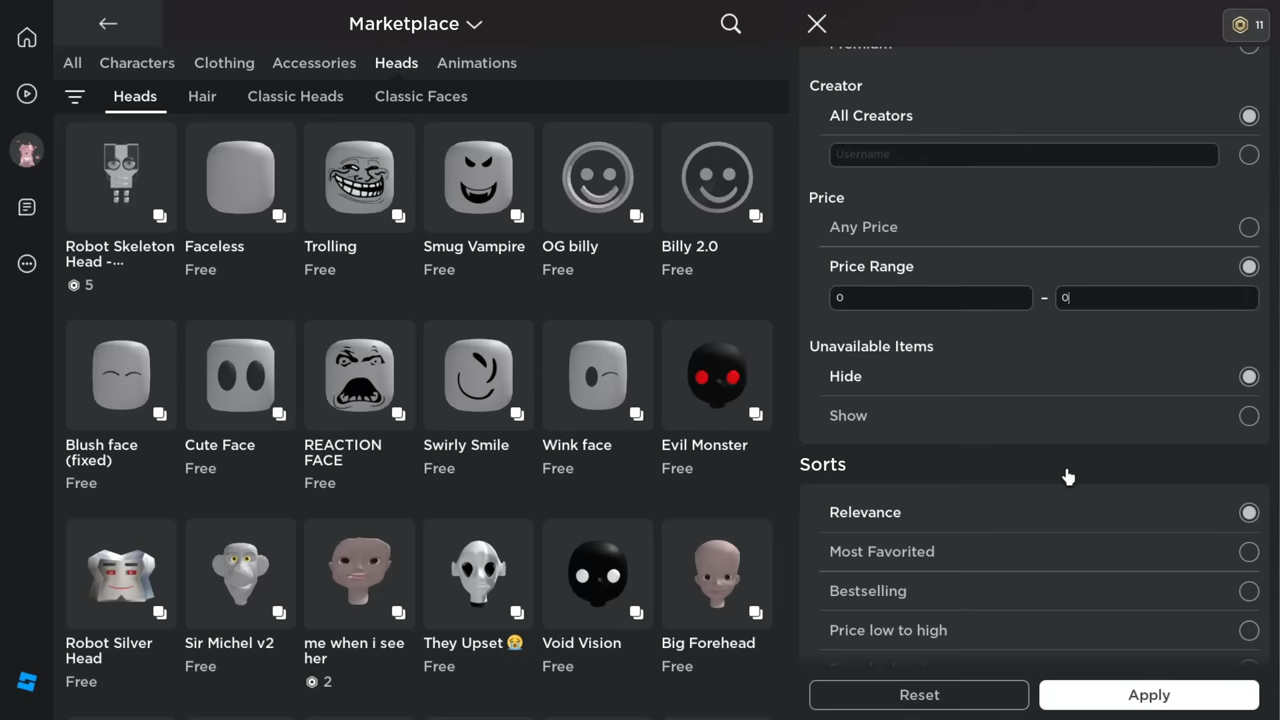 Marketplace
11
All Characters Clothing Accessories Heads Animations
Heads Hair Classic Heads Classic Faces
Robot Skeleton Head -...
5
Faceless
Free
Trolling
Free
Smug Vampire
Free
OG billy
Free
Billy 2.0
Free
Blush face
(fixed)
Free
Cute Face
Free
REACTION
FACE
Free
Swirly Smile
Free
Wink face
Free
Evil Monster
Free
Robot Silver
Head
Free
Sir Michel v2
Free
me when i see
her
2
They Upset 😭
Free
Void Vision
Free
Big Forehead
Free
Premium
Creator
All Creators
Username
Price
Any Price
Price Range
0 - 0
Unavailable Items
Hide
Show
Sorts
Relevance
Most Favorited
Bestselling
Price low to high
Reset
Apply